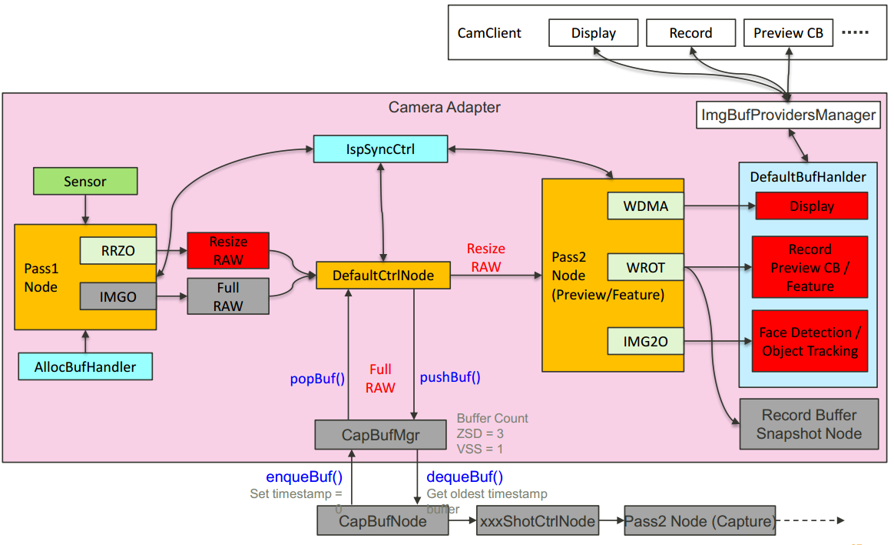 CamClient
Display
Record
Preview CB
.....
Camera Adapter
ImgBufProvidersManager
IspSyncCtrl
DefaultBufHanlder
Sensor
WDMA
Display
RRZO
Resize
RAW
Resize
RAW
Pass1
Node
DefaultCtrlNode
Pass2
Node
(Preview/Feature)
WROT
Record
Preview CB /
Feature
IMGO
Full
RAW
IMG2O
Face Detection /
Object Tracking
AllocBufHandler
popBuf()
Full
RAW
pushBuf()
CapBufMgr
Buffer Count
ZSD = 3
VSS = 1
Record Buffer
Snapshot Node
enqueBuf()
Set timestamp =
0
dequeBuf()
Get oldest timestamp
buffer
CapBufNode
xxxShotCtrlNode
Pass2 Node (Capture)